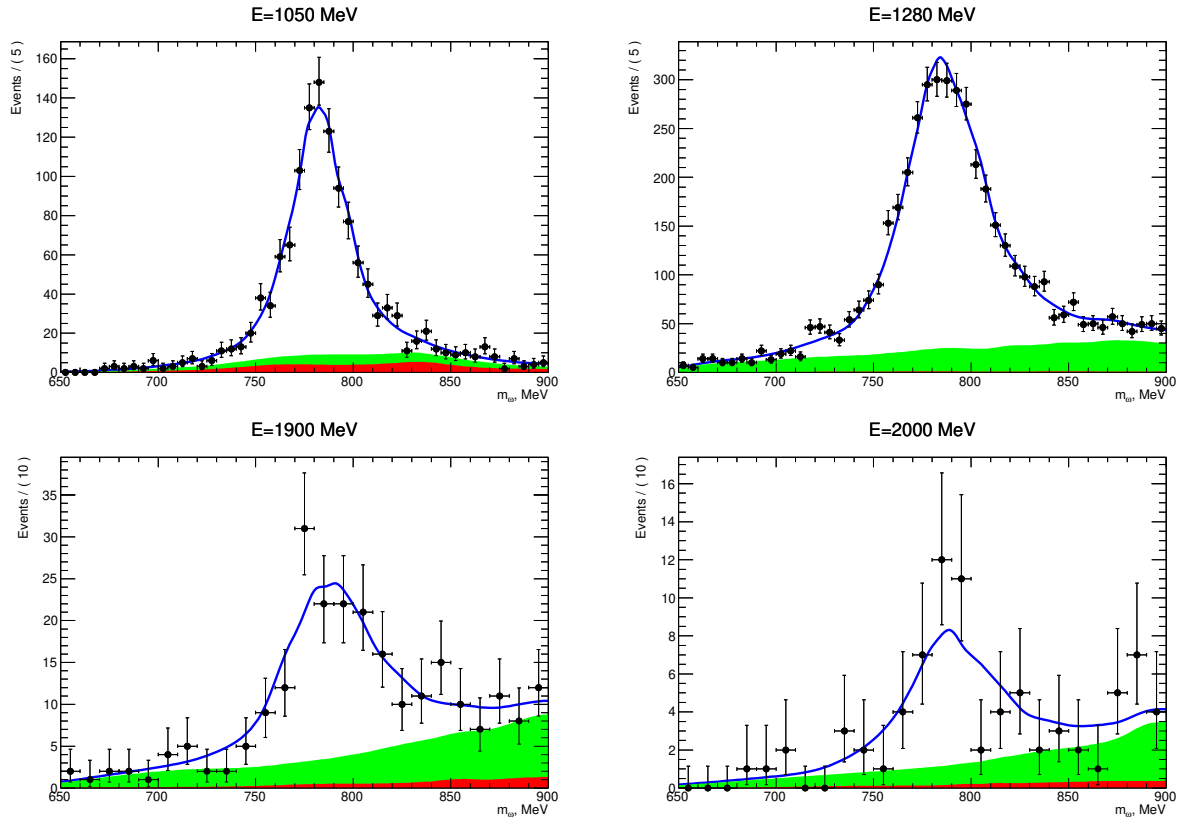 E=1050 MeV
Events / ( 5 )
160
140
120
100
80
60
40
20
0
650 700 750 800 850 900
m_ω, MeV
E=1280 MeV
Events / ( 5 )
300
250
200
150
100
50
0
650 700 750 800 850 900
m_ω, MeV
E=1900 MeV
Events / ( 10 )
35
30
25
20
15
10
5
0
650 700 750 800 850 900
m_ω, MeV
E=2000 MeV
Events / ( 10 )
16
14
12
10
8
6
4
2
0
650 700 750 800 850 900
m_ω, MeV